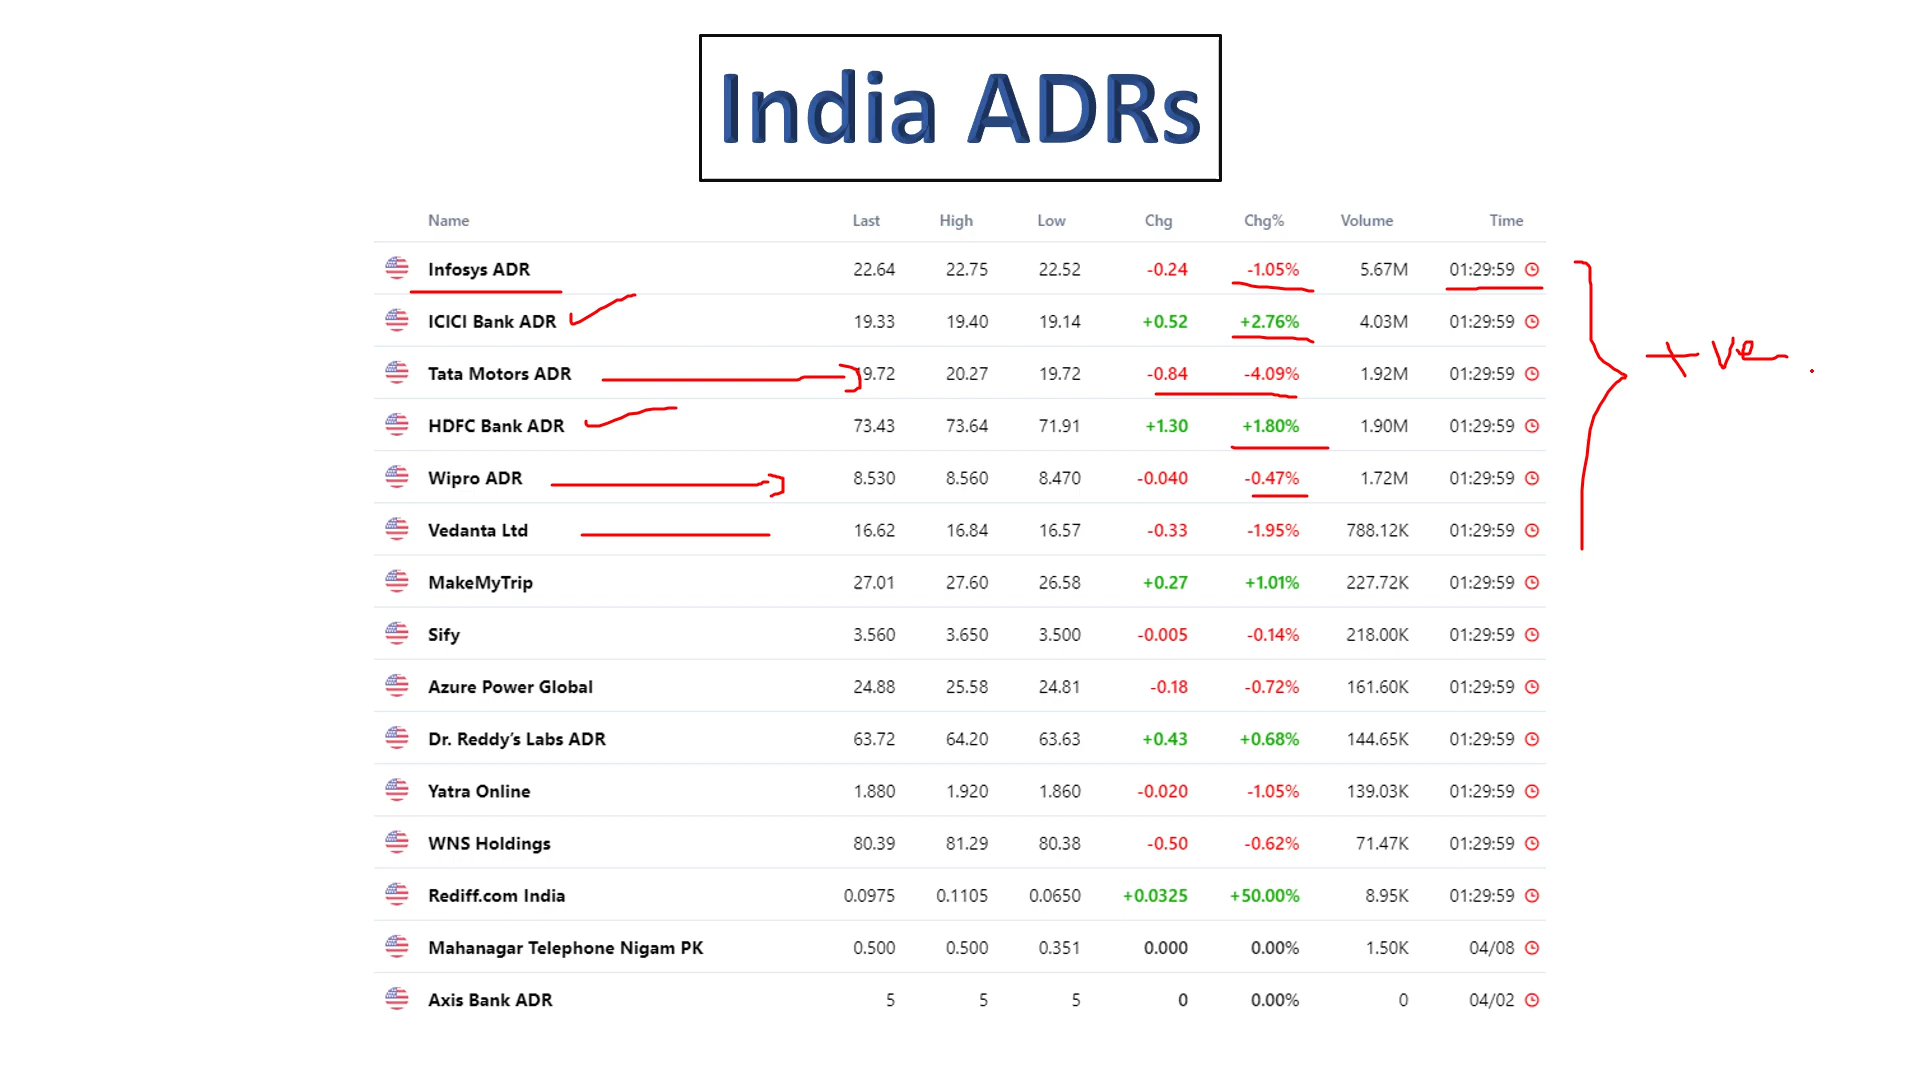 India ADRs
Name Last High Low Chg Chg% Volume Time
Infosys ADR 22.64 22.75 22.52 -0.24 -1.05% 5.67M 01:29:59
ICICI Bank ADR 19.33 19.40 19.14 +0.52 +2.76% 4.03M 01:29:59
Tata Motors ADR 19.72 20.27 19.72 -0.84 -4.09% 1.92M 01:29:59
+ve
HDFC Bank ADR 73.43 73.64 71.91 +1.30 +1.80% 1.90M 01:29:59
Wipro ADR 8.530 8.560 8.470 -0.040 -0.47% 1.72M 01:29:59
Vedanta Ltd 16.62 16.84 16.57 -0.33 -1.95% 788.12K 01:29:59
MakeMyTrip 27.01 27.60 26.58 +0.27 +1.01% 227.72K 01:29:59
Sify 3.560 3.650 3.500 -0.005 -0.14% 218.00K 01:29:59
Azure Power Global 24.88 25.58 24.81 -0.18 -0.72% 161.60K 01:29:59
Dr. Reddy’s Labs ADR 63.72 64.20 63.63 +0.43 +0.68% 144.65K 01:29:59
Yatra Online 1.880 1.920 1.860 -0.020 -1.05% 139.03K 01:29:59
WNS Holdings 80.39 81.29 80.38 -0.50 -0.62% 71.47K 01:29:59
Rediff.com India 0.0975 0.1105 0.0650 +0.0325 +50.00% 8.95K 01:29:59
Mahanagar Telephone Nigam PK 0.500 0.500 0.351 0.000 0.00% 1.50K 04/08
Axis Bank ADR 5 5 5 0 0.00% 0 04/02